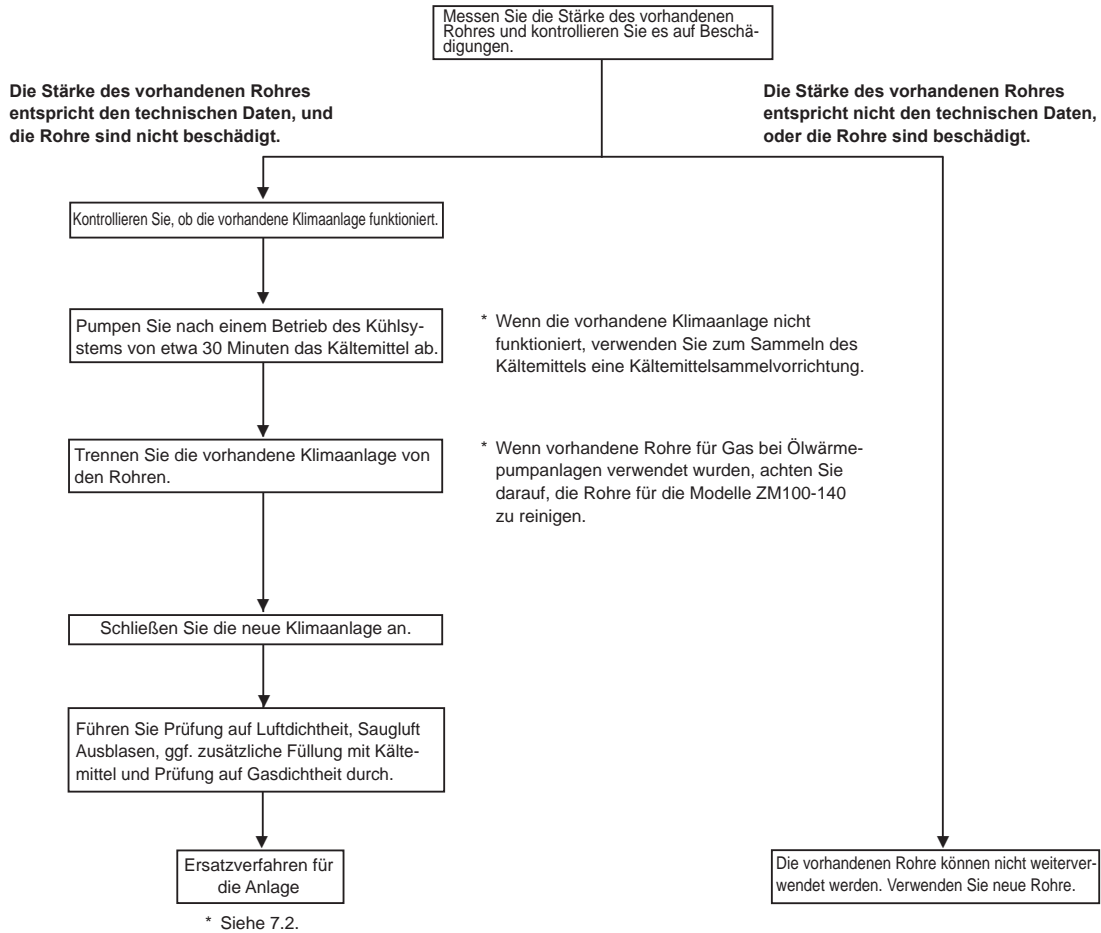 Messen Sie die Stärke des vorhandenen
Rohres und kontrollieren Sie es auf Beschä-
digungen.
Die Stärke des vorhandenen Rohres
entspricht den technischen Daten, und
die Rohre sind nicht beschädigt.
Die Stärke des vorhandenen Rohres
entspricht nicht den technischen Daten,
oder die Rohre sind beschädigt.
Kontrollieren Sie, ob die vorhandene Klimaanlage funktioniert.
Pumpen Sie nach einem Betrieb des Kühlsy-
stems von etwa 30 Minuten das Kältemittel ab.
* Wenn die vorhandene Klimaanlage nicht
funktioniert, verwenden Sie zum Sammeln des
Kältemittels eine Kältemittelsammelvorrichtung.
Trennen Sie die vorhandene Klimaanlage von
den Rohren.
* Wenn vorhandene Rohre für Gas bei Ölwärme-
pumpanlagen verwendet wurden, achten Sie
darauf, die Rohre für die Modelle ZM100-140
zu reinigen.
Schließen Sie die neue Klimaanlage an.
Führen Sie Prüfung auf Luftdichtheit, Saugluft
Ausblasen, ggf. zusätzliche Füllung mit Kälte-
mittel und Prüfung auf Gasdichtheit durch.
Ersatzverfahren für
die Anlage
* Siehe 7.2.
Die vorhandenen Rohre können nicht weiterver-
wendet werden. Verwenden Sie neue Rohre.